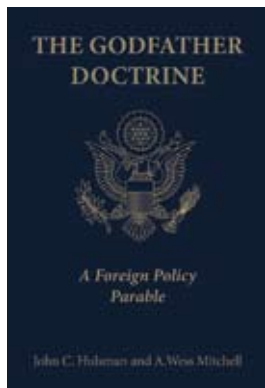 THE GODFATHER
DOCTRINE
A Foreign Policy
Parable
John C. Hulsman and A. Wess Mitchell